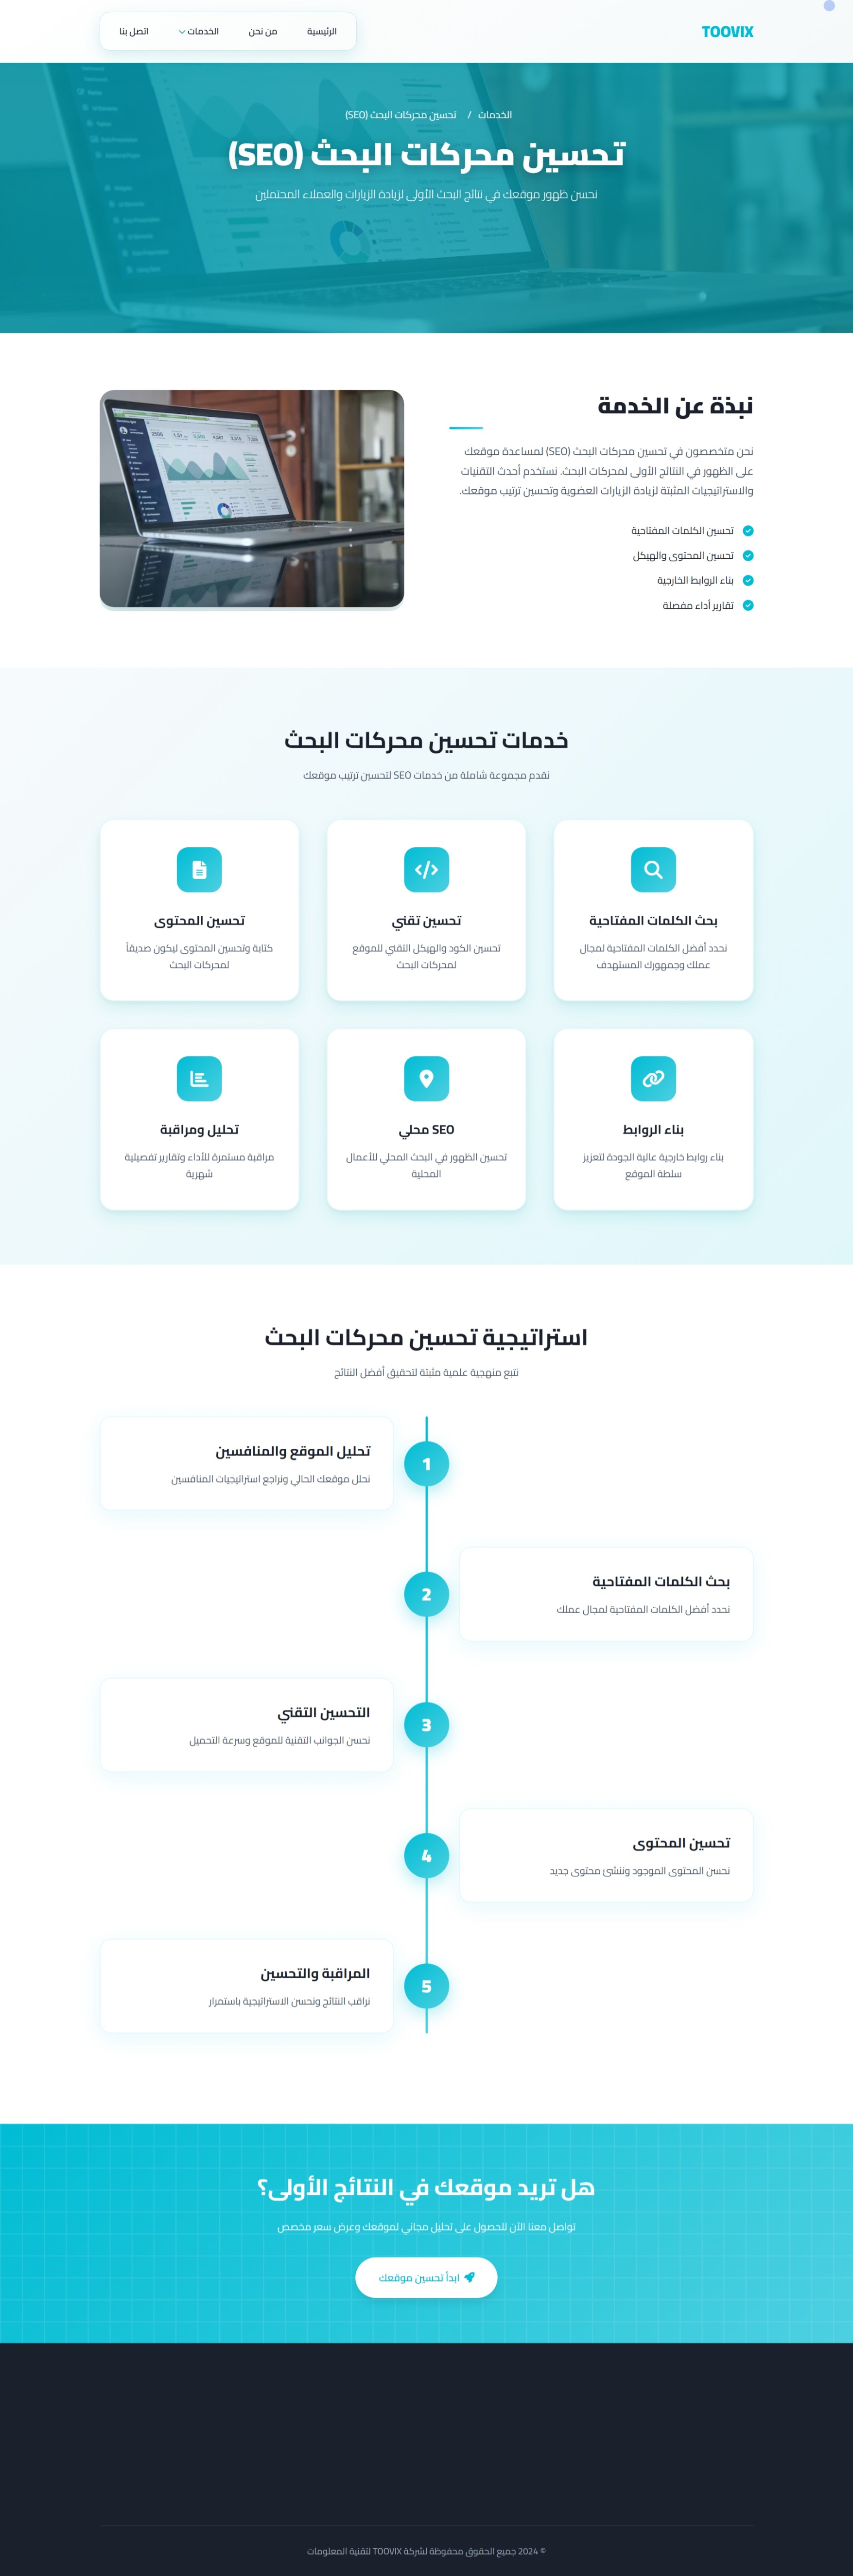 TOOVIX
الرئيسية
من نحن
الخدمات
اتصل بنا
الخدمات / تحسين محركات البحث (SEO)
تحسين محركات البحث (SEO)
نحسن ظهور موقعك في نتائج البحث الأولى لزيادة الزيارات والعملاء المحتملين
نبذة عن الخدمة
نحن متخصصون في تحسين محركات البحث (SEO) لمساعدة موقعك
على الظهور في النتائج الأولى لمحركات البحث. نستخدم أحدث التقنيات
والاستراتيجيات المثبتة لزيادة الزيارات العضوية وتحسين ترتيب موقعك.
تحسين الكلمات المفتاحية
تحسين المحتوى والهيكل
بناء الروابط الخارجية
تقارير أداء مفصلة
خدمات تحسين محركات البحث
نقدم مجموعة شاملة من خدمات SEO لتحسين ترتيب موقعك
بحث الكلمات المفتاحية
نحدد أفضل الكلمات المفتاحية لمجال
عملك وجمهورك المستهدف
تحسين تقني
تحسين الكود والهيكل التقني للموقع
لمحركات البحث
تحسين المحتوى
كتابة وتحسين المحتوى ليكون صديقاً
لمحركات البحث
بناء الروابط
بناء روابط خارجية عالية الجودة لتعزيز
سلطة الموقع
SEO محلي
تحسين الظهور في البحث المحلي للأعمال
المحلية
تحليل ومراقبة
مراقبة مستمرة للأداء وتقارير تفصيلية
شهرية
استراتيجية تحسين محركات البحث
نتبع منهجية علمية مثبتة لتحقيق أفضل النتائج
1
تحليل الموقع والمنافسين
نحلل موقعك الحالي ونراجع استراتيجيات المنافسين
2
بحث الكلمات المفتاحية
نحدد أفضل الكلمات المفتاحية لمجال عملك
3
التحسين التقني
نحسن الجوانب التقنية للموقع وسرعة التحميل
4
تحسين المحتوى
نحسن المحتوى الموجود وننشئ محتوى جديد
5
المراقبة والتحسين
نراقب النتائج ونحسن الاستراتيجية باستمرار
هل تريد موقعك في النتائج الأولى؟
تواصل معنا الآن للحصول على تحليل مجاني لموقعك وعرض سعر مخصص
ابدأ تحسين موقعك
© 2024 جميع الحقوق محفوظة لشركة TOOVIX لتقنية المعلومات